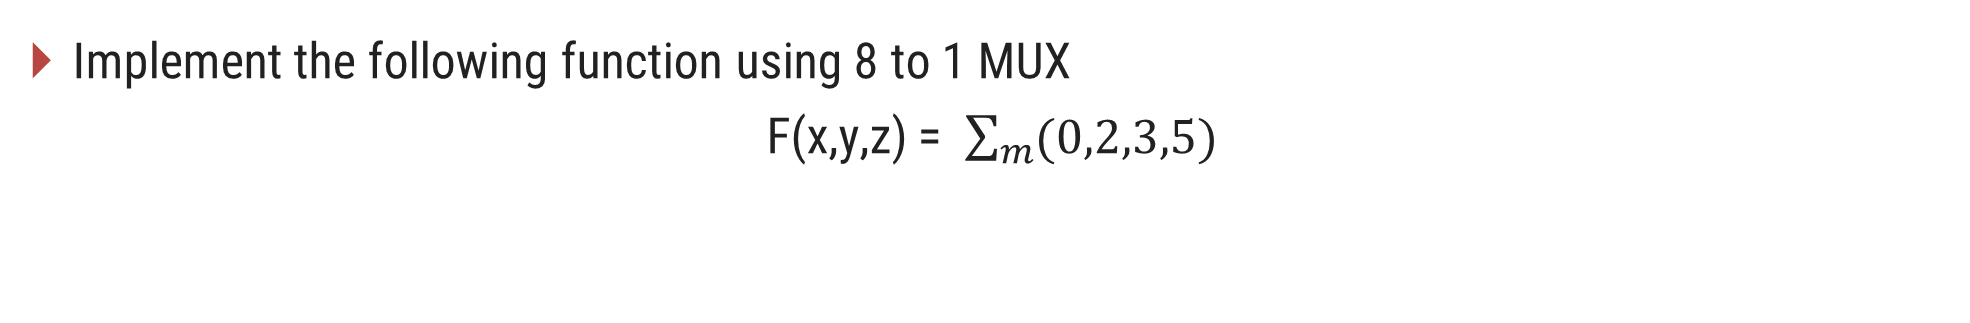 Implement the following function using 8 to 1 MUX
F(x,y,z) = ∑m(0,2,3,5)